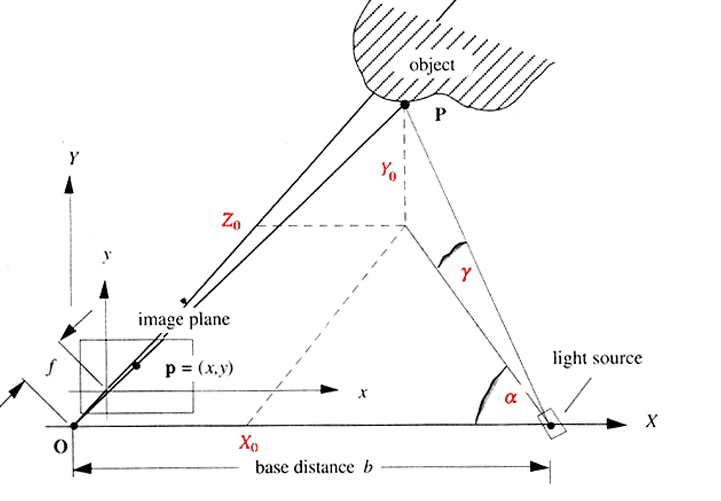 object
P
Y₀
Y
Z₀
y
γ
image plane
light source
f
p = (x,y)
x
α
X
O
X₀
base distance b